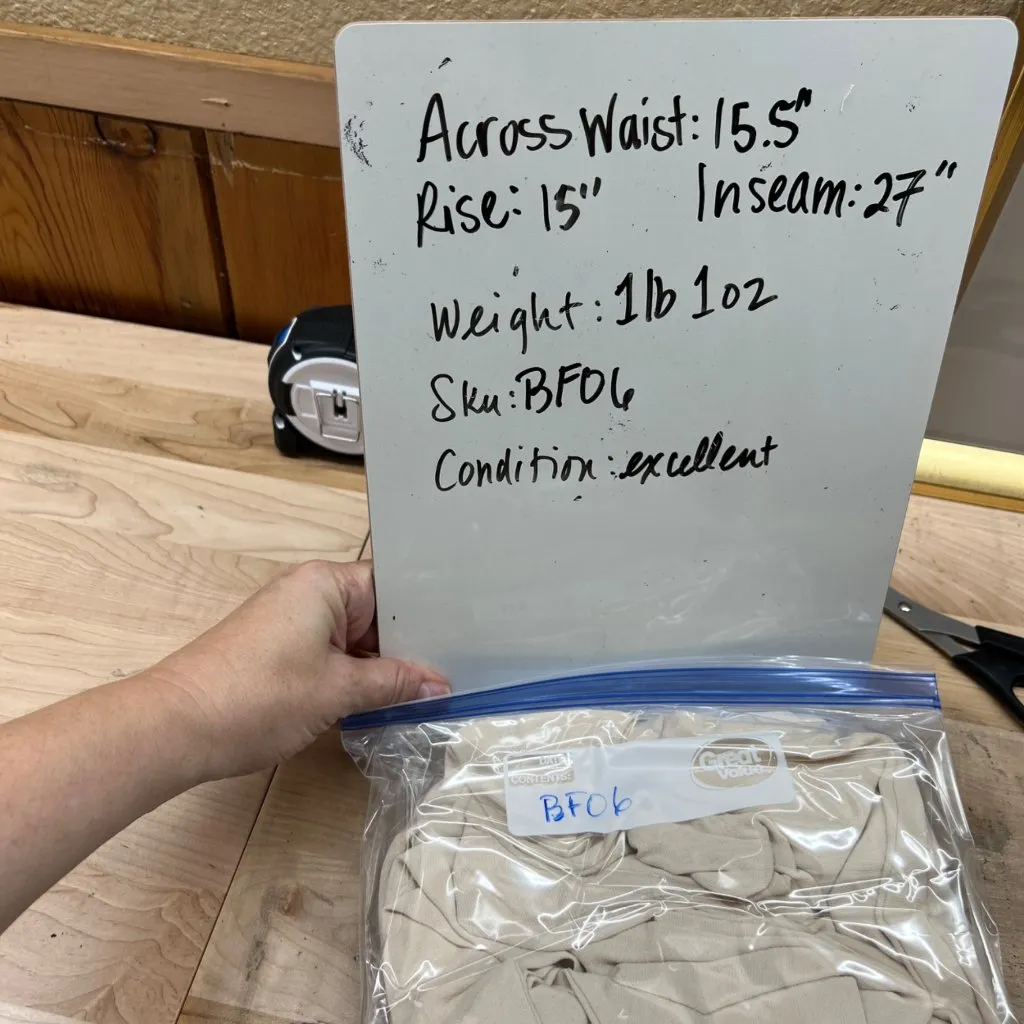 Across Waist: 15.5"
Rise: 15" Inseam: 27"
Weight: 1lb 1oz
Sku: BF06
Condition: excellent
Great Value
DATE
CONTENTS:
BF06